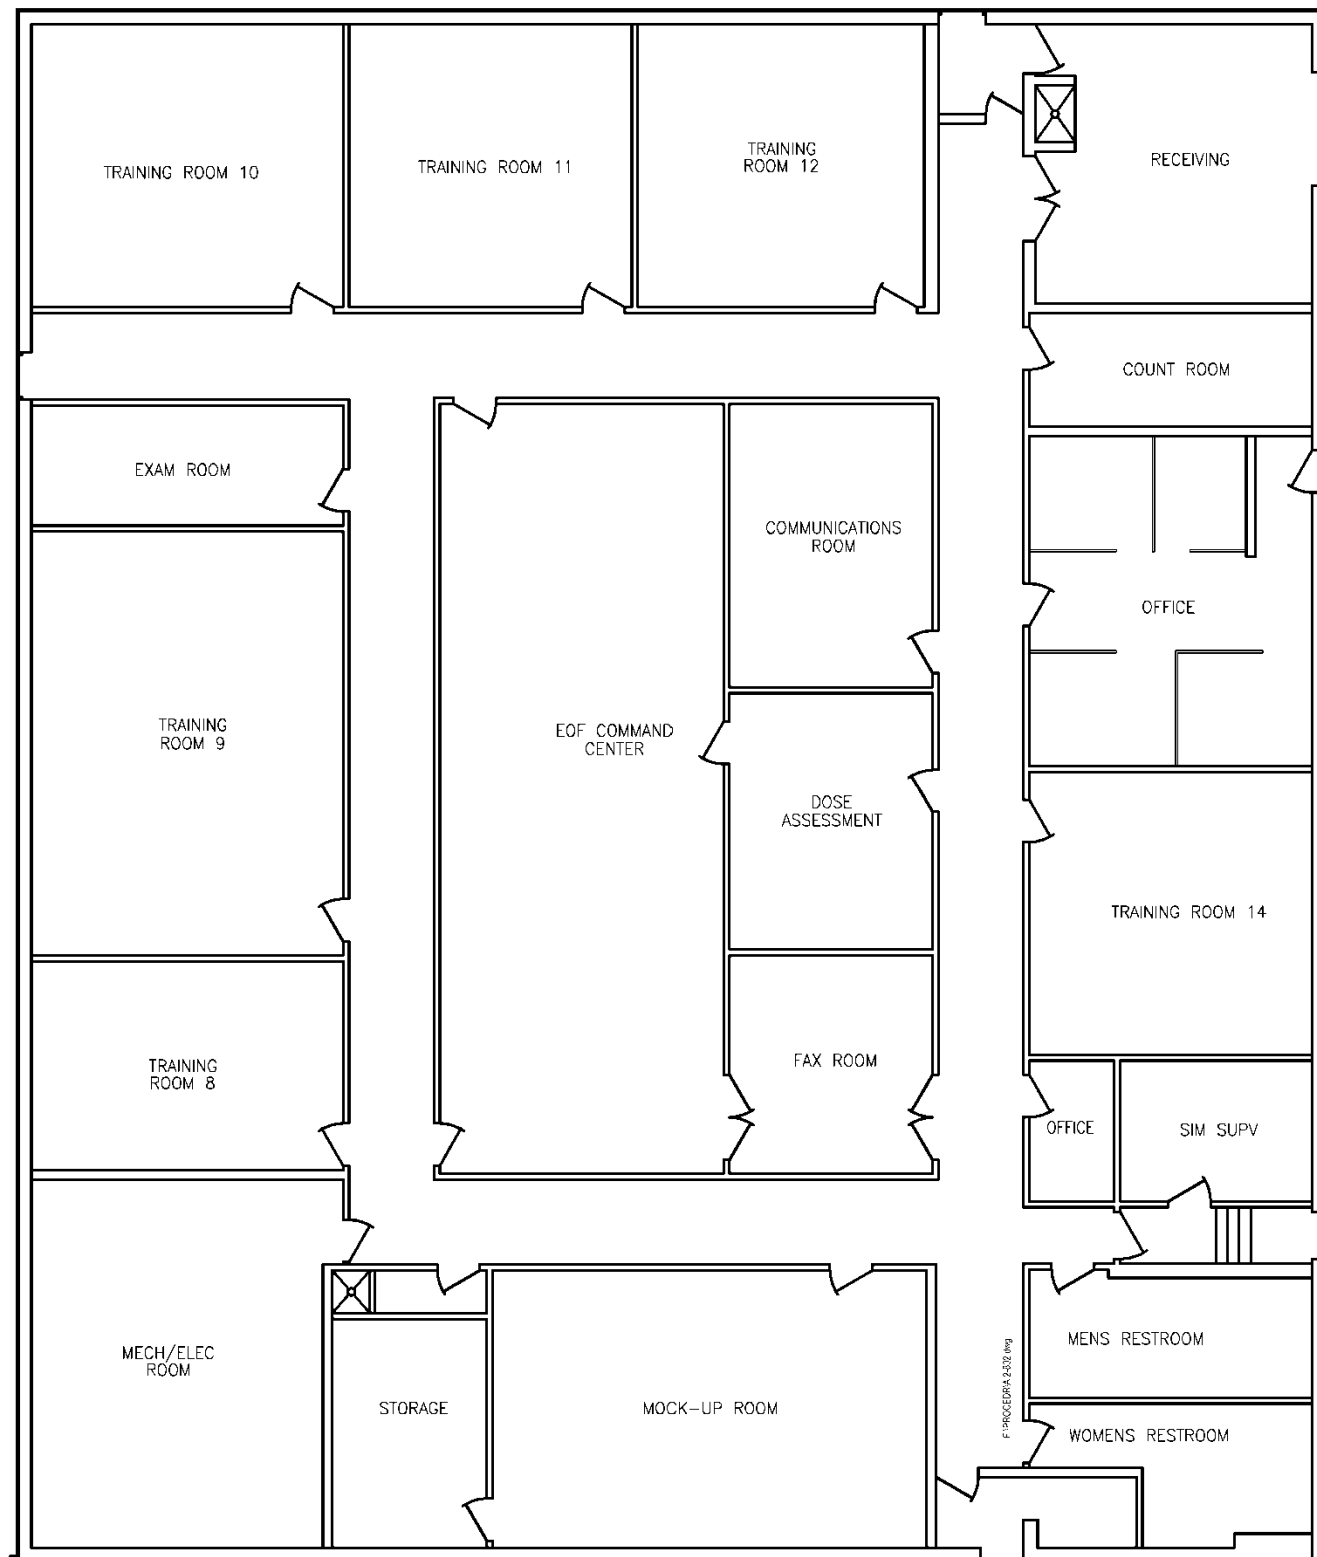 TRAINING ROOM 10
TRAINING ROOM 11
TRAINING
ROOM 12
RECEIVING
COUNT ROOM
EXAM ROOM
COMMUNICATIONS
ROOM
OFFICE
TRAINING
ROOM 9
EOF COMMAND
CENTER
DOSE
ASSESSMENT
TRAINING ROOM 14
TRAINING
ROOM 8
FAX ROOM
OFFICE
SIM SUPV
MECH/ELEC
ROOM
STORAGE
MOCK-UP ROOM
MENS RESTROOM
WOMENS RESTROOM